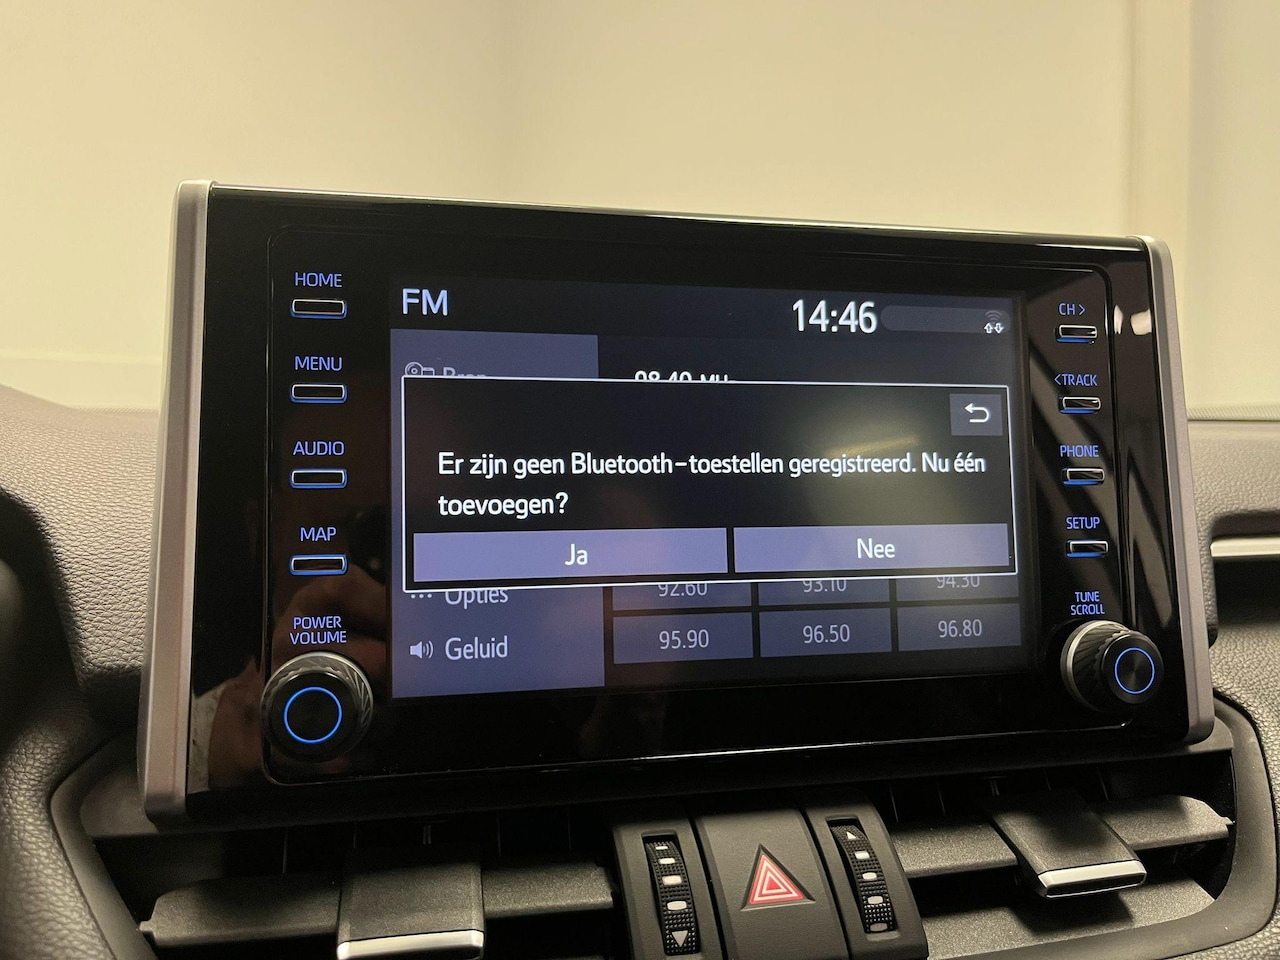 HOME
MENU
AUDIO
MAP
POWER
VOLUME
FM
14:46
Er zijn geen Bluetooth-toestellen geregistreerd. Nu één
toevoegen?
Ja Nee
Opties 92.60 93.10 94.30
Geluid 95.90 96.50 96.80
CH >
<TRACK
PHONE
SETUP
TUNE
SCROLL